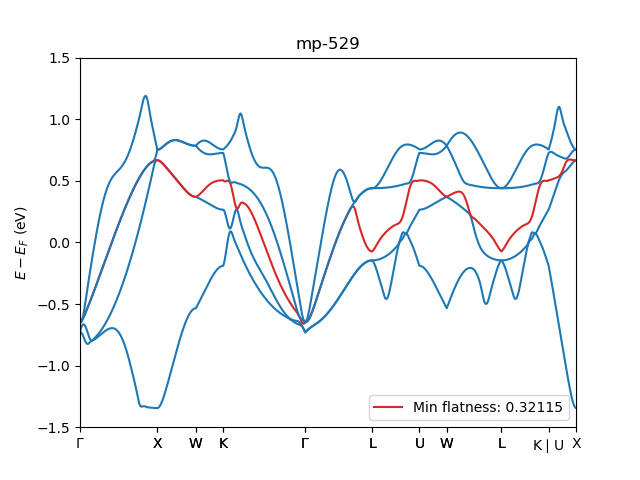 mp-529
1.5
1.0
0.5
0.0
−0.5
−1.0
−1.5
E − E_F (eV)
Min flatness: 0.32115
Γ X W K Γ L U W L K | U X